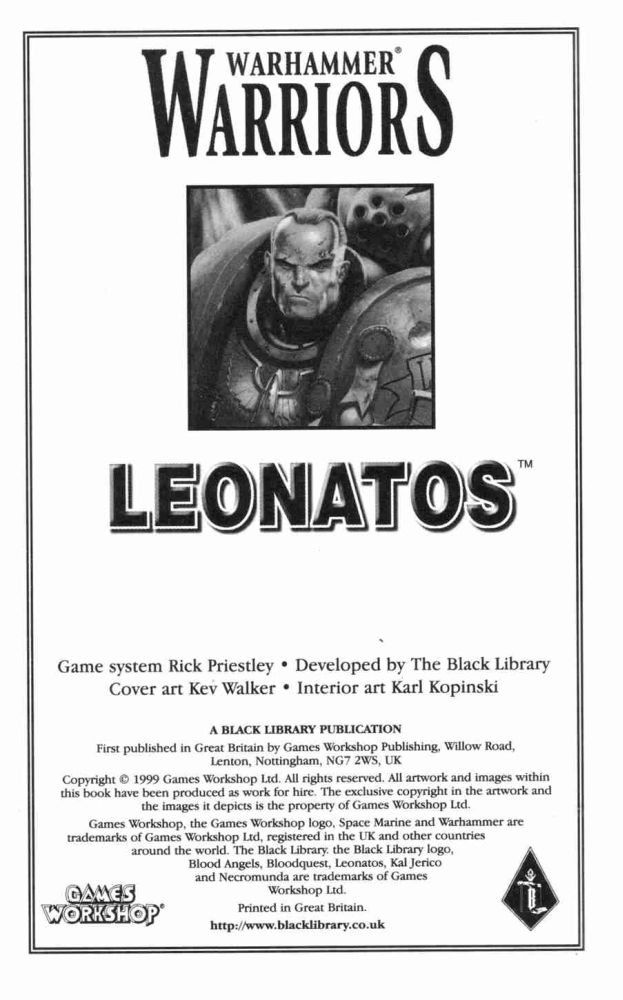 WARHAMMER®
WARRIORS
LEONATOS™
Game system Rick Priestley • Developed by The Black Library
Cover art Kev Walker • Interior art Karl Kopinski
A BLACK LIBRARY PUBLICATION
First published in Great Britain by Games Workshop Publishing, Willow Road,
Lenton, Nottingham, NG7 2WS, UK
Copyright © 1999 Games Workshop Ltd. All rights reserved. All artwork and images within
this book have been produced as work for hire. The exclusive copyright in the artwork and
the images it depicts is the property of Games Workshop Ltd.
Games Workshop, the Games Workshop logo, Space Marine and Warhammer are
trademarks of Games Workshop Ltd, registered in the UK and other countries
around the world. The Black Library. the Black Library logo,
Blood Angels, Bloodquest, Leonatos, Kal Jerico
and Necromunda are trademarks of Games
Workshop Ltd.
Printed in Great Britain.
http://www.blacklibrary.co.uk
GAMES
WORKSHOP®